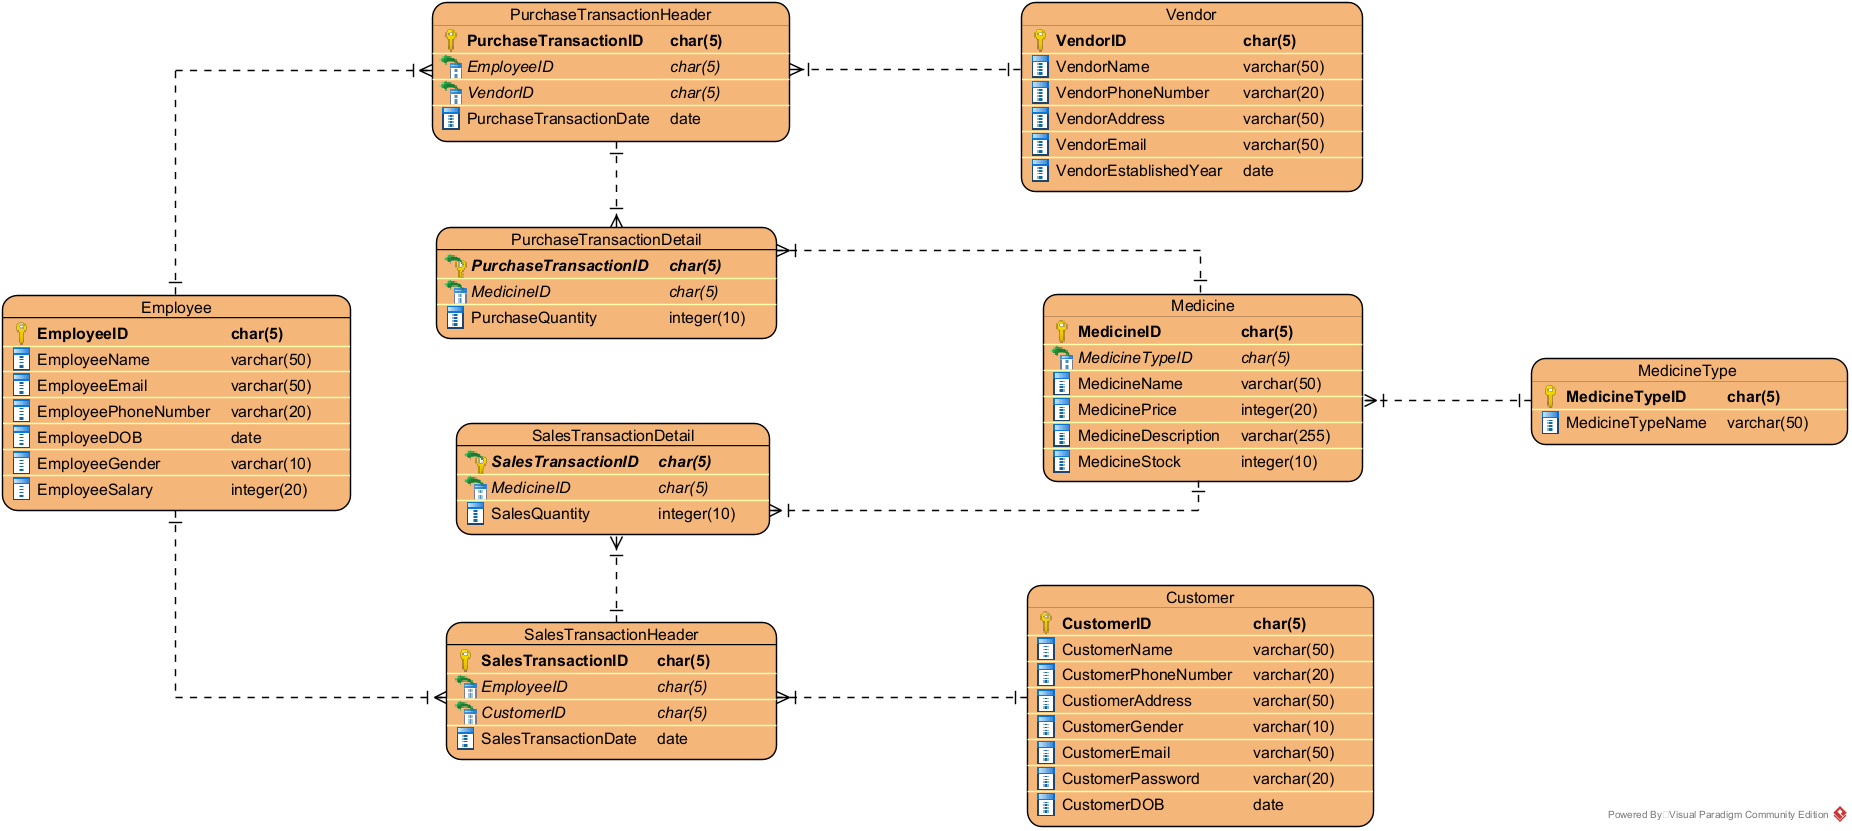 PurchaseTransactionHeader
PurchaseTransactionID char(5)
EmployeeID char(5)
VendorID char(5)
PurchaseTransactionDate date
Vendor
VendorID char(5)
VendorName varchar(50)
VendorPhoneNumber varchar(20)
VendorAddress varchar(50)
VendorEmail varchar(50)
VendorEstablishedYear date
PurchaseTransactionDetail
PurchaseTransactionID char(5)
MedicineID char(5)
PurchaseQuantity integer(10)
Employee
EmployeeID char(5)
EmployeeName varchar(50)
EmployeeEmail varchar(50)
EmployeePhoneNumber varchar(20)
EmployeeDOB date
EmployeeGender varchar(10)
EmployeeSalary integer(20)
Medicine
MedicineID char(5)
MedicineTypeID char(5)
MedicineName varchar(50)
MedicinePrice integer(20)
MedicineDescription varchar(255)
MedicineStock integer(10)
MedicineType
MedicineTypeID char(5)
MedicineTypeName varchar(50)
SalesTransactionDetail
SalesTransactionID char(5)
MedicineID char(5)
SalesQuantity integer(10)
SalesTransactionHeader
SalesTransactionID char(5)
EmployeeID char(5)
CustomerID char(5)
SalesTransactionDate date
Customer
CustomerID char(5)
CustomerName varchar(50)
CustomerPhoneNumber varchar(20)
CustiomerAddress varchar(50)
CustomerGender varchar(10)
CustomerEmail varchar(50)
CustomerPassword varchar(20)
CustomerDOB date
Powered By Visual Paradigm Community Edition